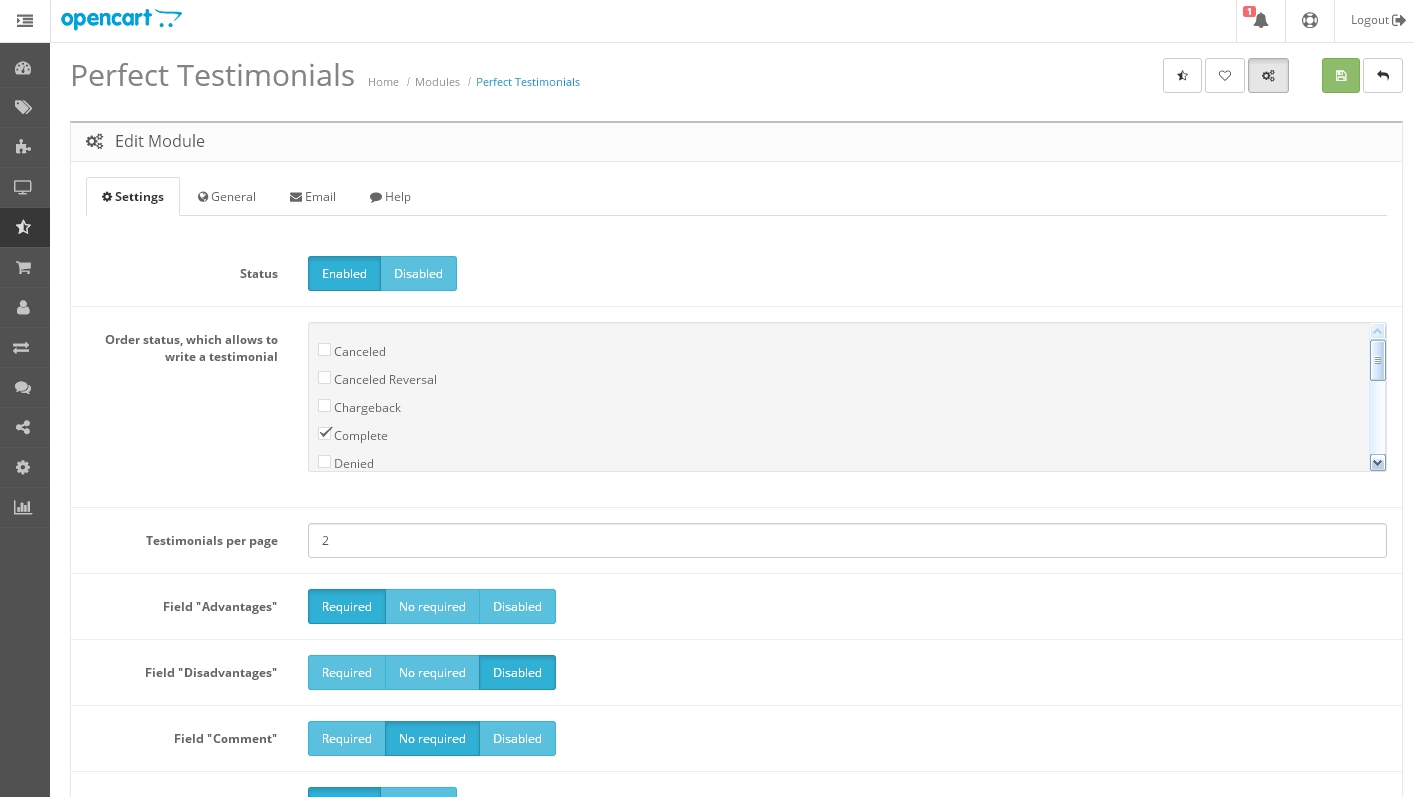 opencart
1
Logout
Perfect Testimonials
Home / Modules / Perfect Testimonials
Edit Module
Settings General Email Help
Status Enabled Disabled
Order status, which allows to
write a testimonial
Canceled
Canceled Reversal
Chargeback
Complete
Denied
Testimonials per page 2
Field "Advantages" Required No required Disabled
Field "Disadvantages" Required No required Disabled
Field "Comment" Required No required Disabled